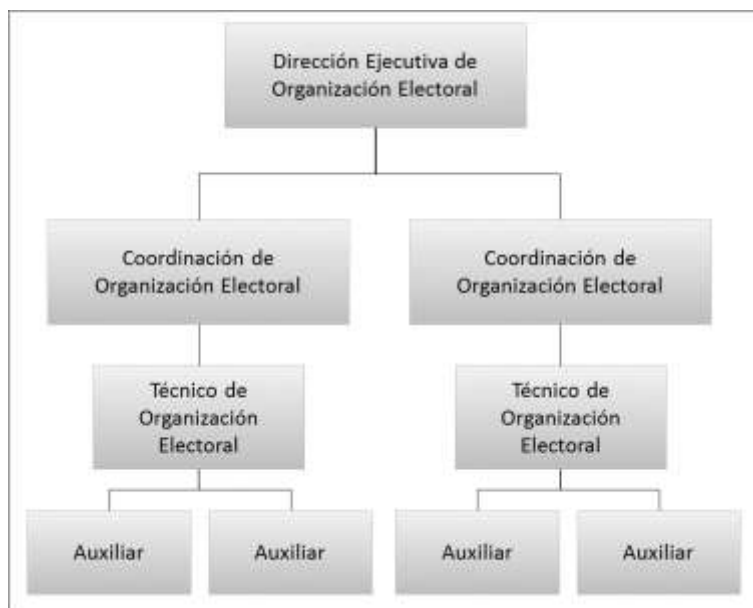 Dirección Ejecutiva de
Organización Electoral
Coordinación de
Organización Electoral
Coordinación de
Organización Electoral
Técnico de
Organización
Electoral
Técnico de
Organización
Electoral
Auxiliar
Auxiliar
Auxiliar
Auxiliar